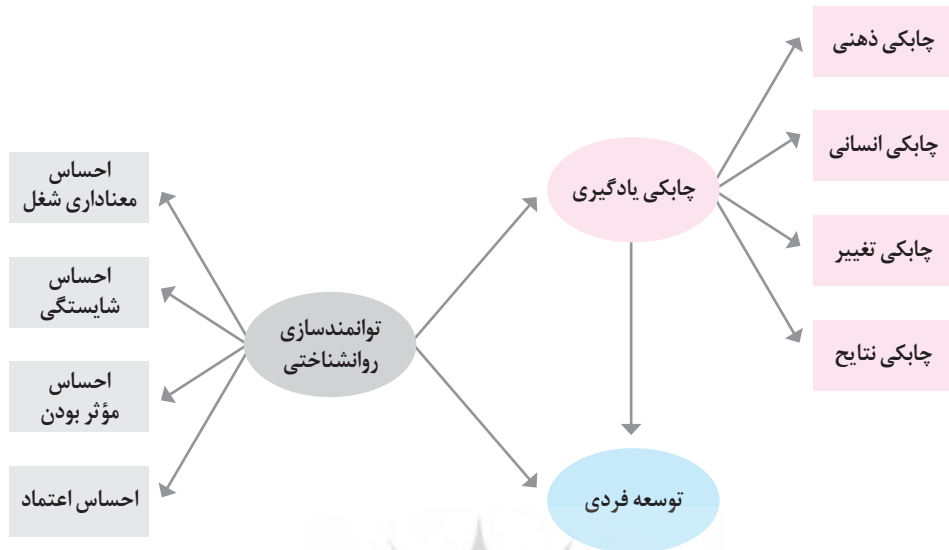 چابکی ذهنی
چابکی انسانی
چابکی تغییر
چابکی نتایح
چابکی یادگیری
توسعه فردی
توانمندسازی
روانشناختی
احساس
معناداری شغل
احساس
شایستگی
احساس
مؤثر بودن
احساس اعتماد